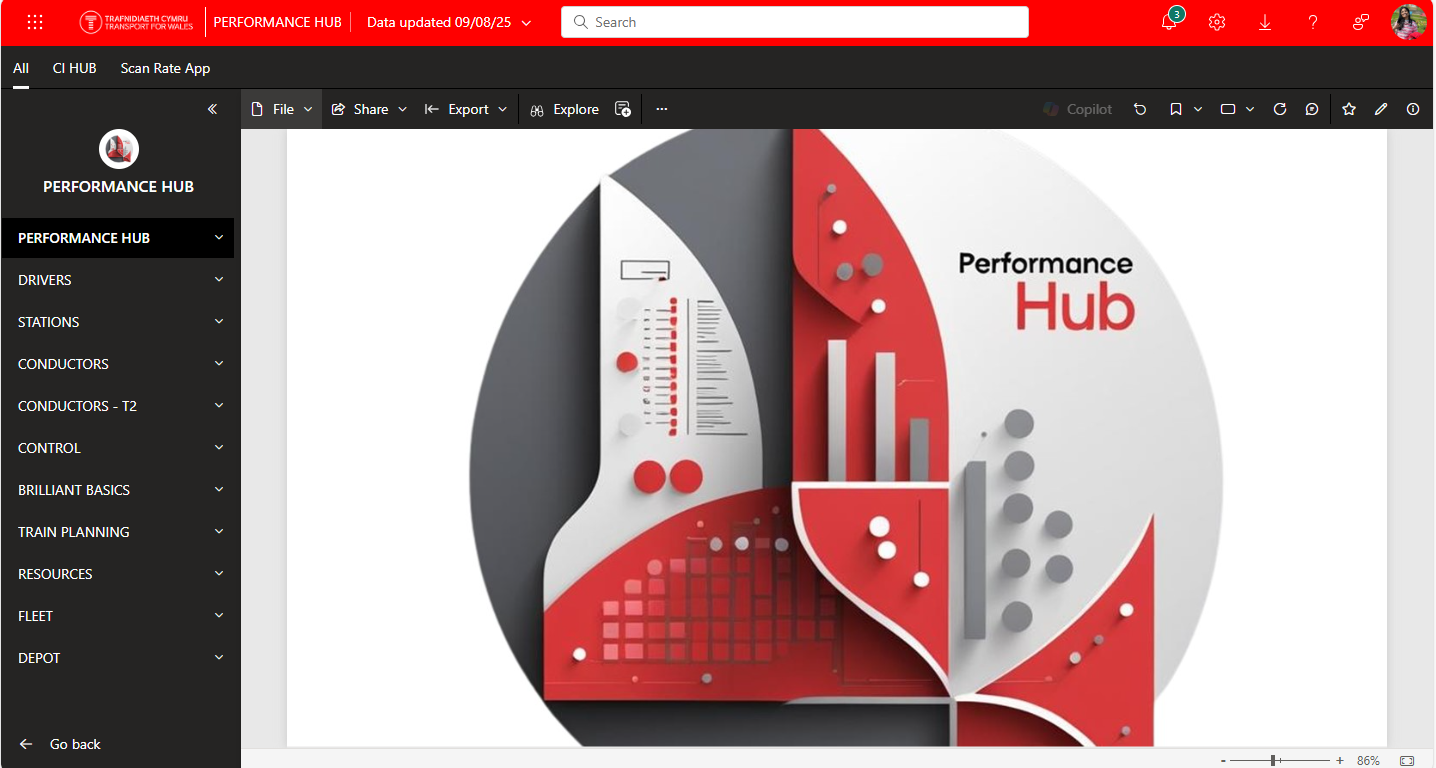 TRAFNIDIAETH CYMRU
TRANSPORT FOR WALES
PERFORMANCE HUB
Data updated 09/08/25
Search
3
All
CI HUB
Scan Rate App
File
Share
Export
Explore
Copilot
PERFORMANCE HUB
PERFORMANCE HUB
DRIVERS
STATIONS
CONDUCTORS
CONDUCTORS - T2
CONTROL
BRILLIANT BASICS
TRAIN PLANNING
RESOURCES
FLEET
DEPOT
Go back
Performance
Hub
- + 86%